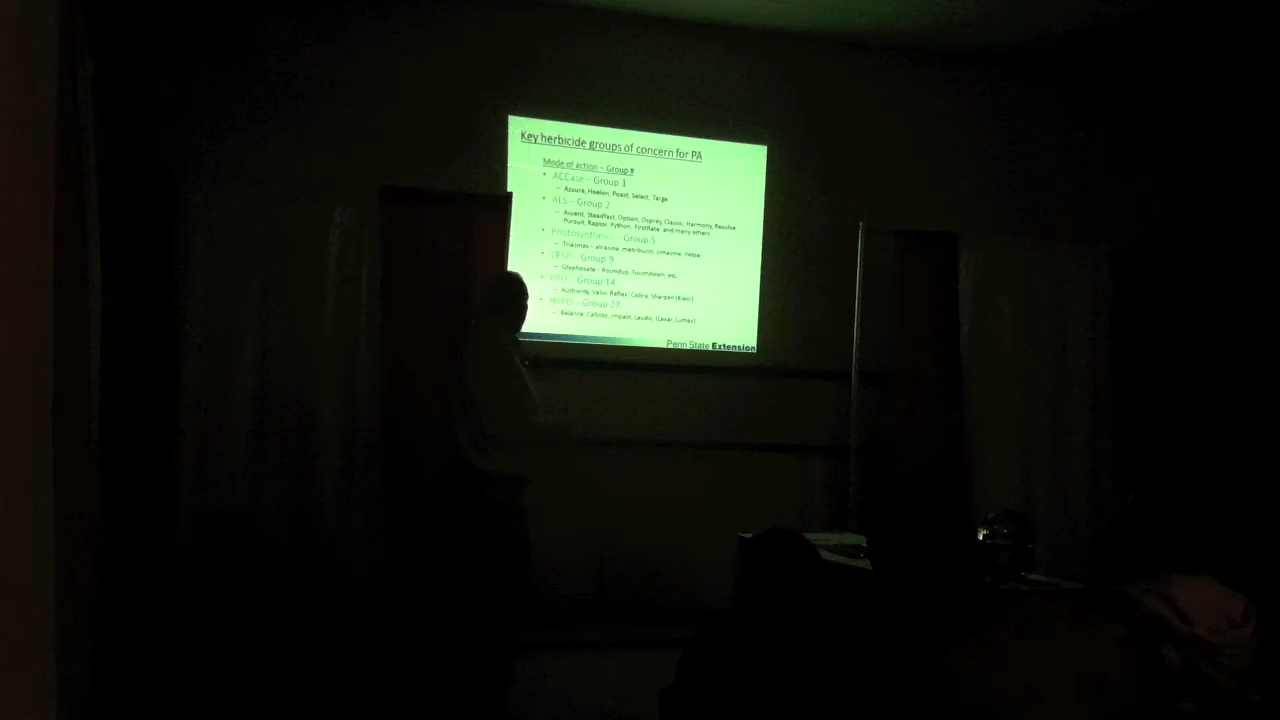 Key herbicide groups of concern for PA
Mode of action – Group #
• ACCase – Group 1
– Assure, Hoelon, Poast, Select, Targa
• ALS – Group 2
– Accent, Steadfast, Option, Osprey, Classic, Harmony, Resolve
Pursuit, Raptor, Python, FirstRate, and many others
• Photosynthesis – Group 5
– Triazines – atrazine, metribuzin, simazine, Velpar
• – Group 9
– Glyphosate – Roundup, Touchdown, etc.
• PPO – Group 14
– Authority, Valor, Reflex, Cobra, Sharpen (Kixor)
• HPPD – Group 27
– Balance, Callisto, Impact, Laudis, (Lexar, Lumax)
Penn State Extension